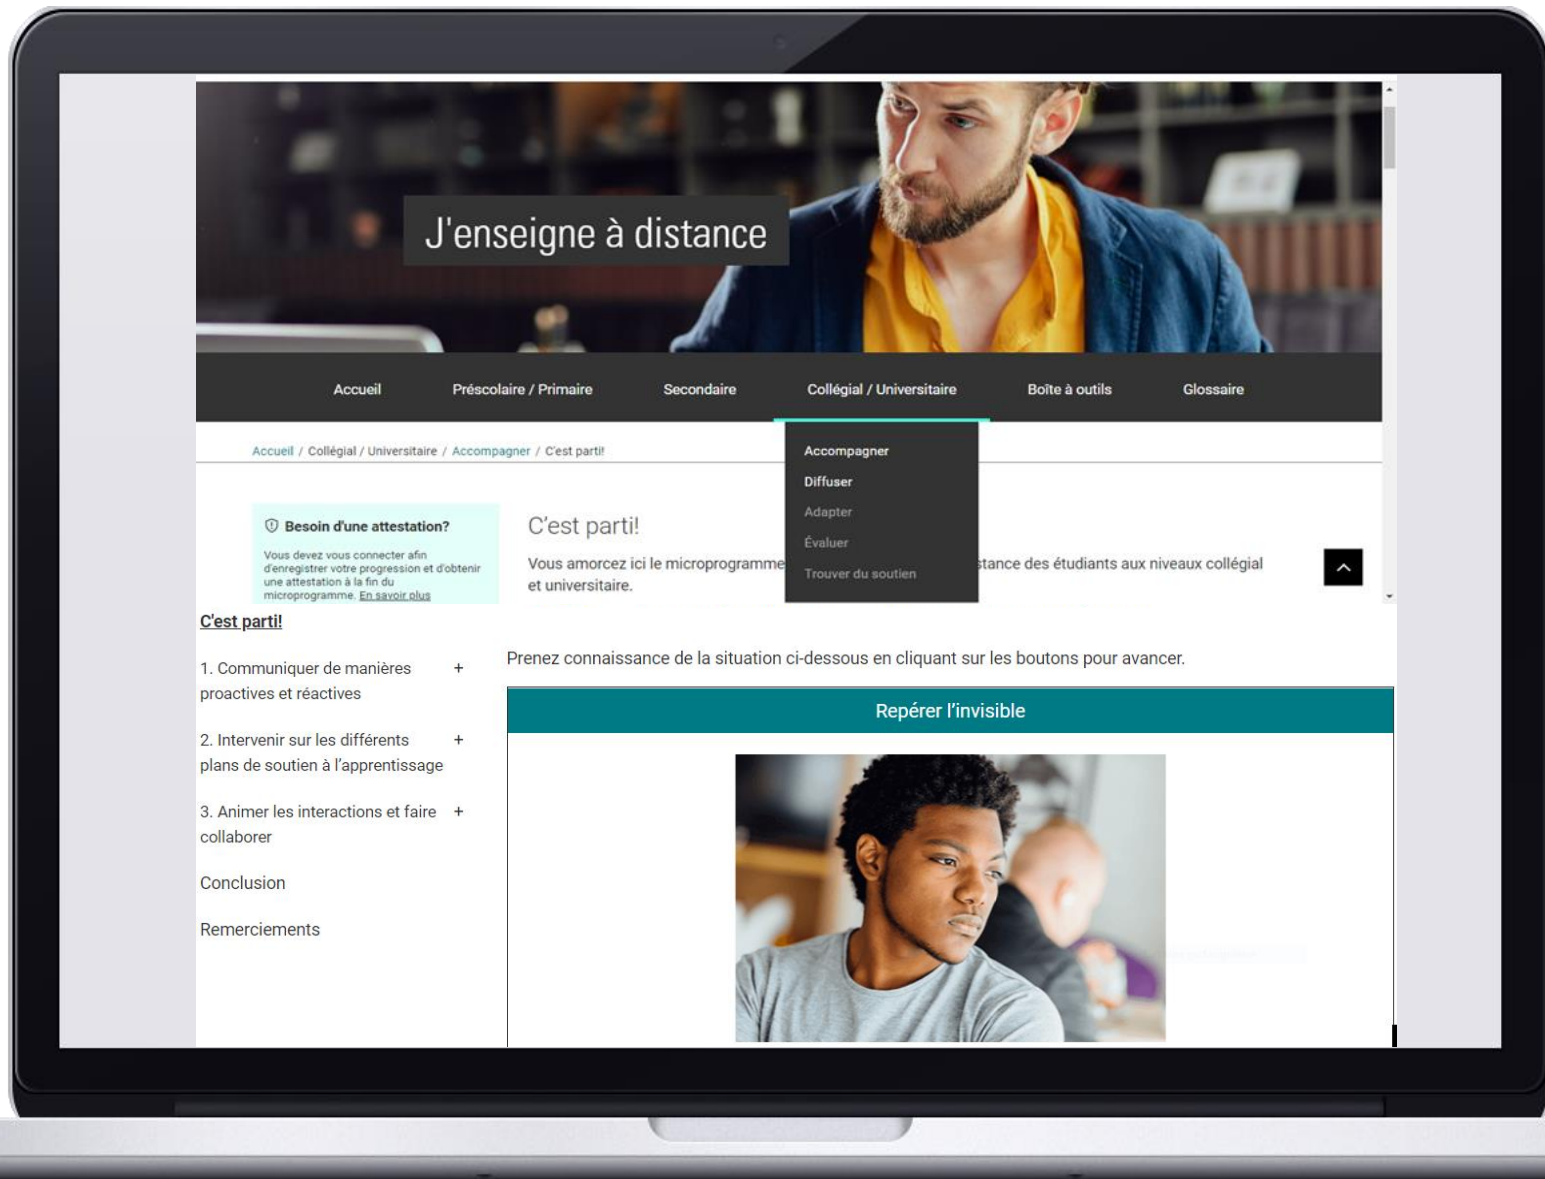 J'enseigne à distance
Accueil Préscolaire / Primaire Secondaire Collégial / Universitaire Boîte à outils Glossaire
Accueil / Collégial / Universitaire / Accompagner / C'est parti!
Accompagner
Diffuser
Adapter
Évaluer
Trouver du soutien
Besoin d'une attestation?
Vous devez vous connecter afin
d'enregistrer votre progression et d'obtenir
une attestation à la fin du
microprogramme. En savoir plus
C'est parti!
Vous amorcez ici le microprogramme
des étudiants aux niveaux collégial
et universitaire.
C'est parti!
1. Communiquer de manières +
proactives et réactives
2. Intervenir sur les différents +
plans de soutien à l'apprentissage
3. Animer les interactions et faire +
collaborer
Conclusion
Remerciements
Prenez connaissance de la situation ci-dessous en cliquant sur les boutons pour avancer.
Repérer l'invisible